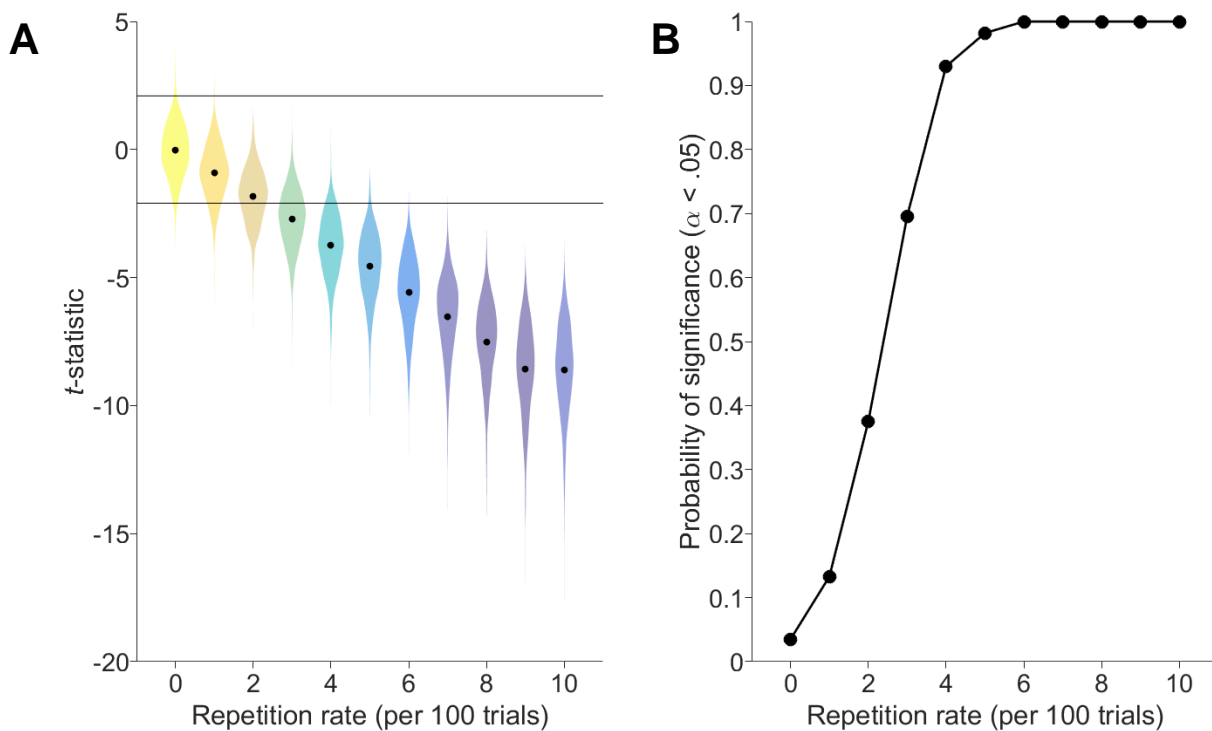 A
5
0
-5
-10
-15
-20
t-statistic
0 2 4 6 8 10
Repetition rate (per 100 trials)
B
1
0.9
0.8
0.7
0.6
0.5
0.4
0.3
0.2
0.1
0
Probability of significance (α < .05)
0 2 4 6 8 10
Repetition rate (per 100 trials)